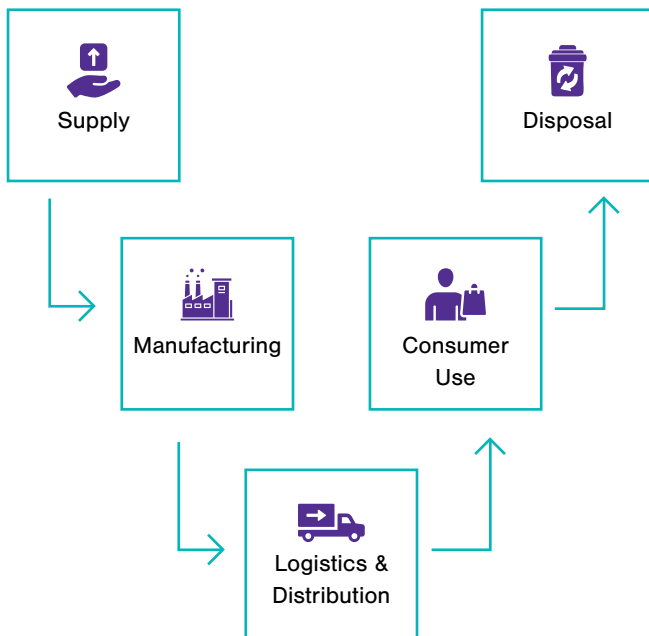 Supply
Disposal
Manufacturing
Consumer
Use
Logistics &
Distribution